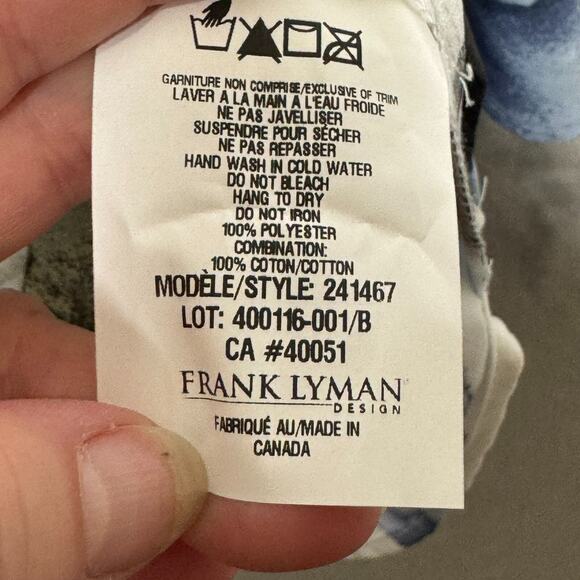 GARNITURE NON COMPRISE/EXCLUSIVE OF TRIM
LAVER A LA MAIN A L'EAU FROIDE
NE PAS JAVELLISER
SUSPENDRE POUR SÉCHER
NE PAS REPASSER
HAND WASH IN COLD WATER
DO NOT BLEACH
HANG TO DRY
DO NOT IRON
100% POLYESTER
COMBINATION:
100% COTON/COTTON
MODÈLE/STYLE: 241467
LOT: 400116-001/B
CA #40051
FRANK LYMAN
DESIGN
FABRIQUÉ AU/MADE IN
CANADA